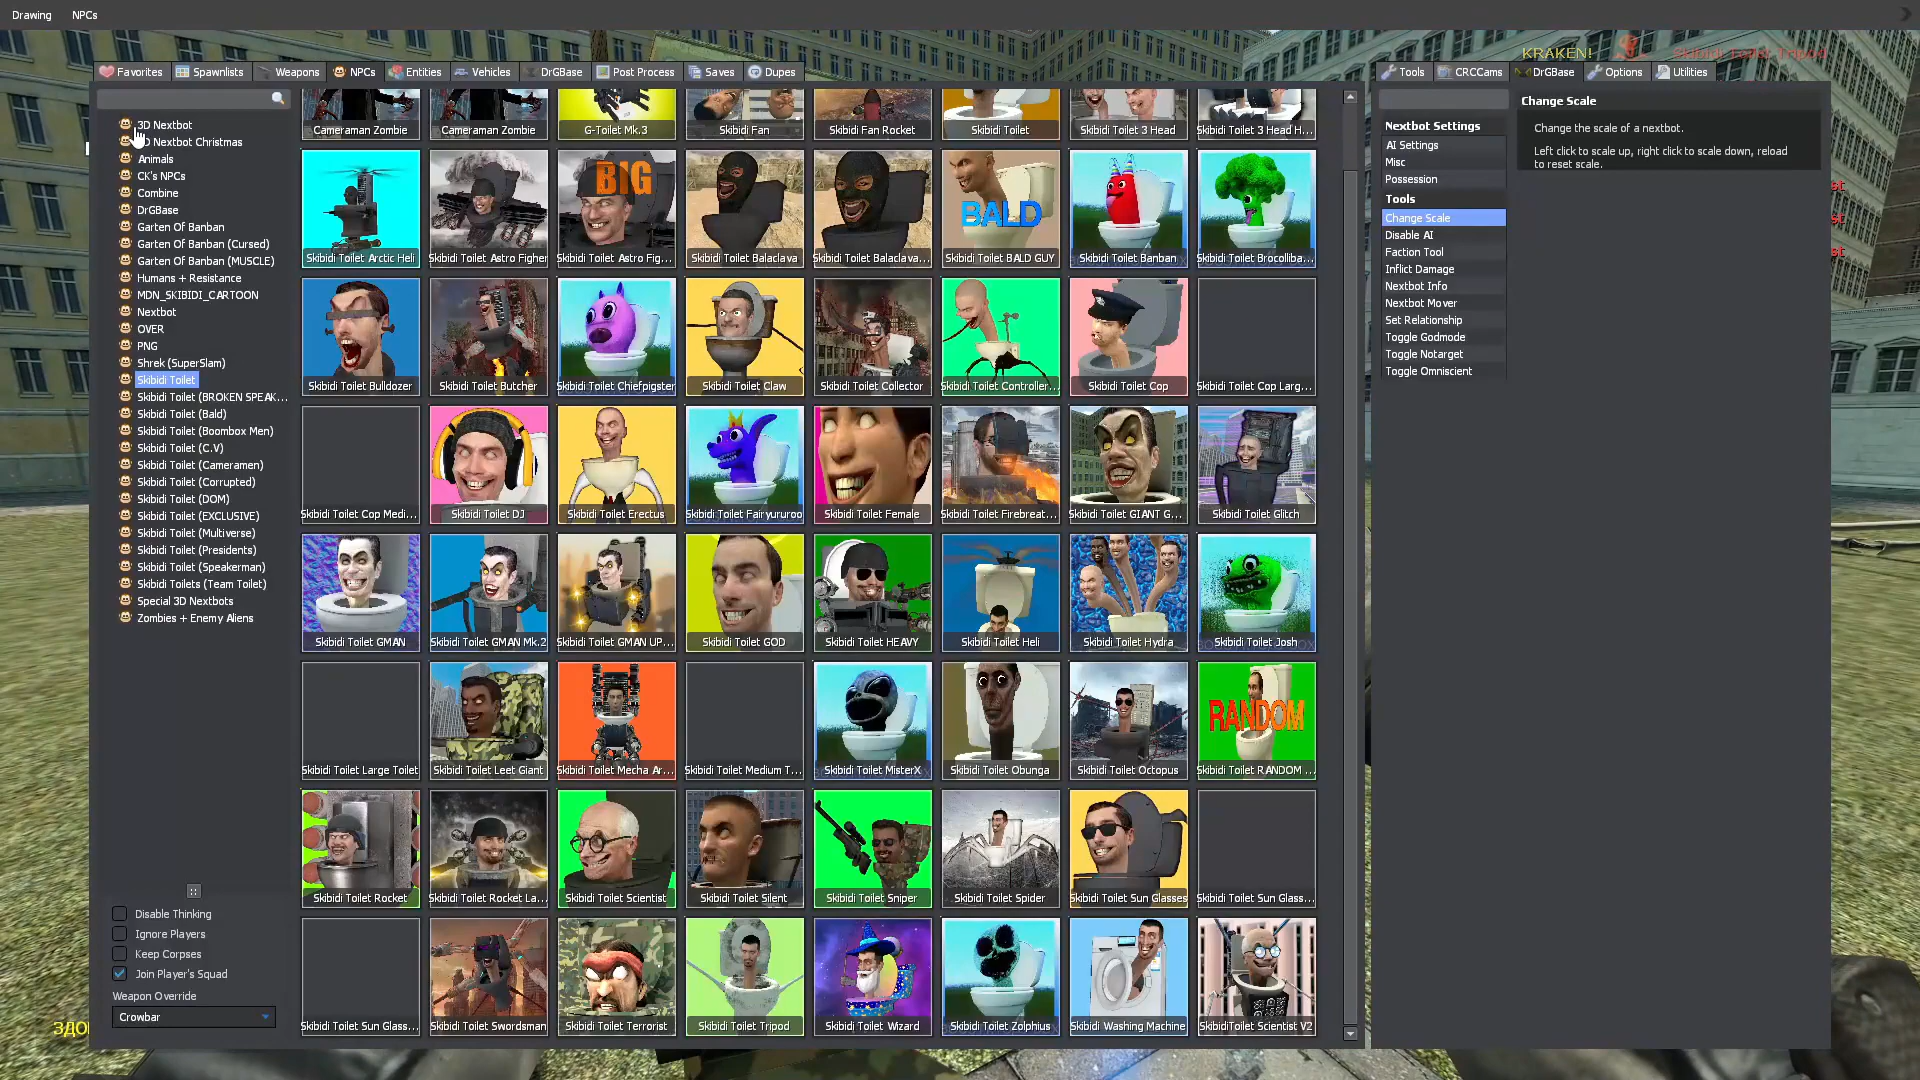 Drawing NPCs
KRAKEN! Skibidi Toilet Tripod
Favorites Spawnlists Weapons NPCs Entities Vehicles DrGBase Post Process Saves Dupes
Tools CRCCams DrGBase Options Utilities
3D Nextbot
Nextbot Christmas
Animals
CK's NPCs
Combine
DrGBase
Garten Of Banban
Garten Of Banban (Cursed)
Garten Of Banban (MUSCLE)
Humans + Resistance
MDN_SKIBIDI_CARTOON
Nextbot
OVER
PNG
Shrek (SuperSlam)
Skibidi Toilet
Skibidi Toilet (BROKEN SPEAK...
Skibidi Toilet (Bald)
Skibidi Toilet (Boombox Men)
Skibidi Toilet (C.V)
Skibidi Toilet (Cameramen)
Skibidi Toilet (Corrupted)
Skibidi Toilet (DOM)
Skibidi Toilet (EXCLUSIVE)
Skibidi Toilet (Multiverse)
Skibidi Toilet (Presidents)
Skibidi Toilet (Speakerman)
Skibidi Toilets (Team Toilet)
Special 3D Nextbots
Zombies + Enemy Aliens
Disable Thinking
Ignore Players
Keep Corpses
Join Player's Squad
Weapon Override
Crowbar
Cameraman Zombie Cameraman Zombie G-Toilet Mk.3 Skibidi Fan Skibidi Fan Rocket Skibidi Toilet Skibidi Toilet 3 Head Skibidi Toilet 3 Head H...
BIG
BALD
Skibidi Toilet Arctic Heli Skibidi Toilet Astro Figher Skibidi Toilet Astro Fig... Skibidi Toilet Balaclava Skibidi Toilet Balaclava... Skibidi Toilet BALD GUY Skibidi Toilet Banban Skibidi Toilet Brocolliba...
Skibidi Toilet Bulldozer Skibidi Toilet Butcher Skibidi Toilet Chiefpigster Skibidi Toilet Claw Skibidi Toilet Collector Skibidi Toilet Controller... Skibidi Toilet Cop Skibidi Toilet Cop Larg...
Skibidi Toilet Cop Medi... Skibidi Toilet DJ Skibidi Toilet Erectus Skibidi Toilet Fairyururoo Skibidi Toilet Female Skibidi Toilet Firebreat... Skibidi Toilet GIANT G... Skibidi Toilet Glitch
Skibidi Toilet GMAN Skibidi Toilet GMAN Mk.2 Skibidi Toilet GMAN UP... Skibidi Toilet GOD Skibidi Toilet HEAVY Skibidi Toilet Heli Skibidi Toilet Hydra Skibidi Toilet Josh
RANDOM
Skibidi Toilet Large Toilet Skibidi Toilet Leet Giant Skibidi Toilet Mecha Ar... Skibidi Toilet Medium T... Skibidi Toilet MisterX Skibidi Toilet Obunga Skibidi Toilet Octopus Skibidi Toilet RANDOM ...
Skibidi Toilet Rocket Skibidi Toilet Rocket La... Skibidi Toilet Scientist Skibidi Toilet Silent Skibidi Toilet Sniper Skibidi Toilet Spider Skibidi Toilet Sun Glasses Skibidi Toilet Sun Glass...
Skibidi Toilet Sun Glass... Skibidi Toilet Swordsman Skibidi Toilet Terrorist Skibidi Toilet Tripod Skibidi Toilet Wizard Skibidi Toilet Zolphius Skibidi Washing Machine SkibidiToilet Scientist V2
Nextbot Settings
AI Settings
Misc
Possession
Tools
Change Scale
Disable AI
Faction Tool
Inflict Damage
Nextbot Info
Nextbot Mover
Set Relationship
Toggle Godmode
Toggle Notarget
Toggle Omniscient
Change Scale
Change the scale of a nextbot.
Left click to scale up, right click to scale down, reload
to reset scale.
st
st
st
ЗДО